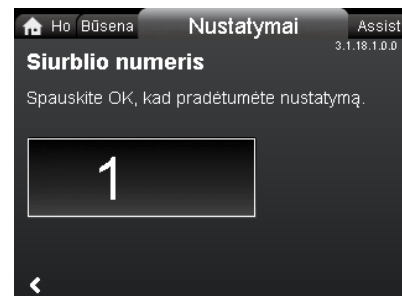 Ho Būsena Nustatymai Assist
3.1.18.1.0.0
Siurblio numeris
Spauskite OK, kad pradėtumėte nustatymą.
1